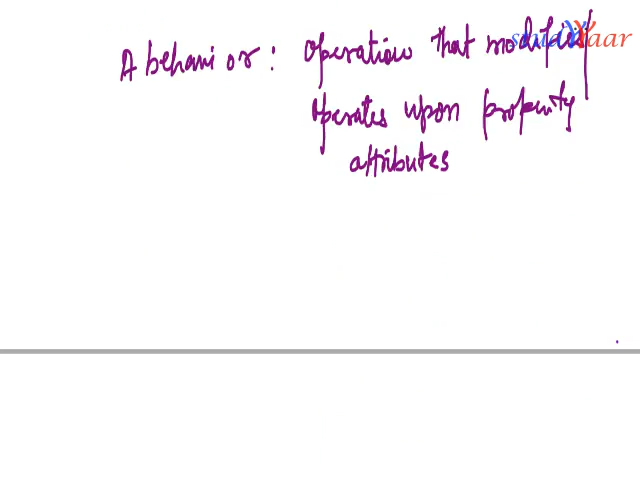 A behavior : operation that modifies/
operates upon property
attributes